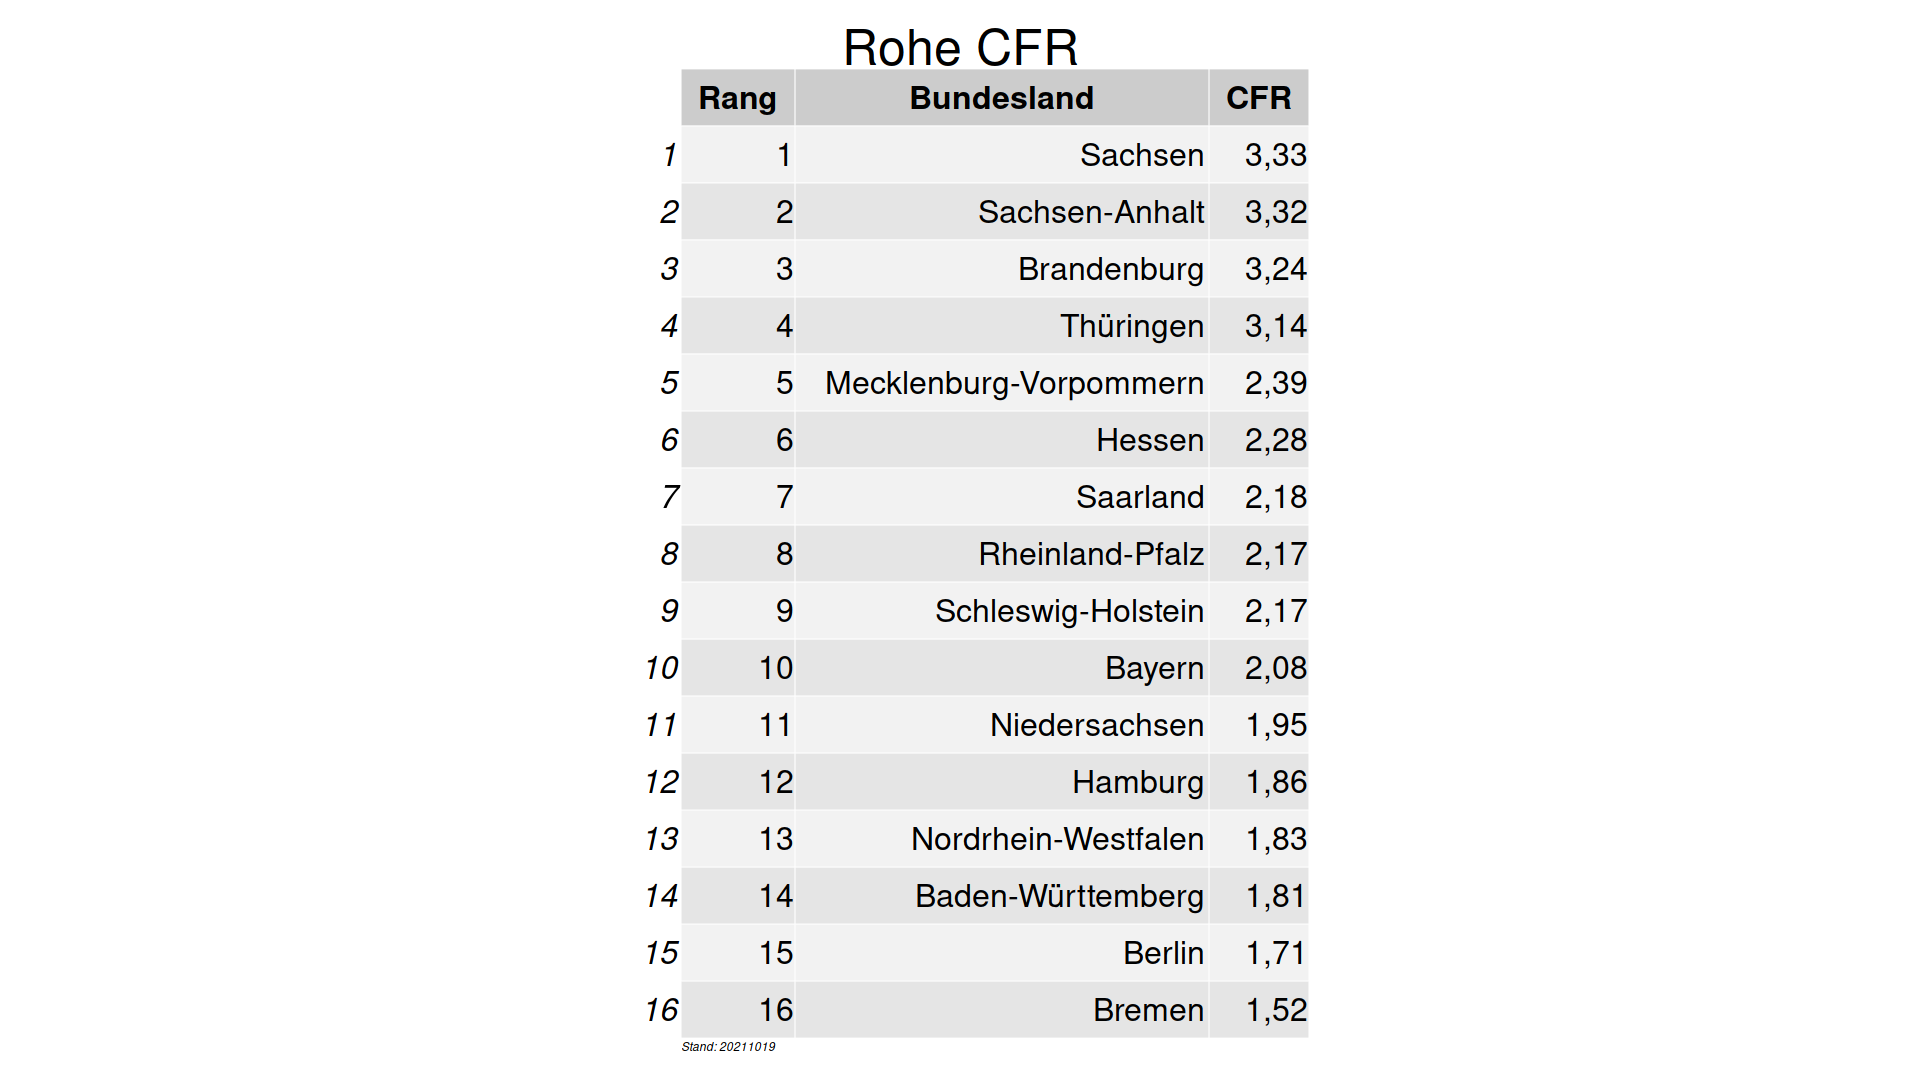 Rohe CFR
Rang Bundesland CFR
1 1 Sachsen 3,33
2 2 Sachsen-Anhalt 3,32
3 3 Brandenburg 3,24
4 4 Thüringen 3,14
5 5 Mecklenburg-Vorpommern 2,39
6 6 Hessen 2,28
7 7 Saarland 2,18
8 8 Rheinland-Pfalz 2,17
9 9 Schleswig-Holstein 2,17
10 10 Bayern 2,08
11 11 Niedersachsen 1,95
12 12 Hamburg 1,86
13 13 Nordrhein-Westfalen 1,83
14 14 Baden-Württemberg 1,81
15 15 Berlin 1,71
16 16 Bremen 1,52
Stand: 20211019